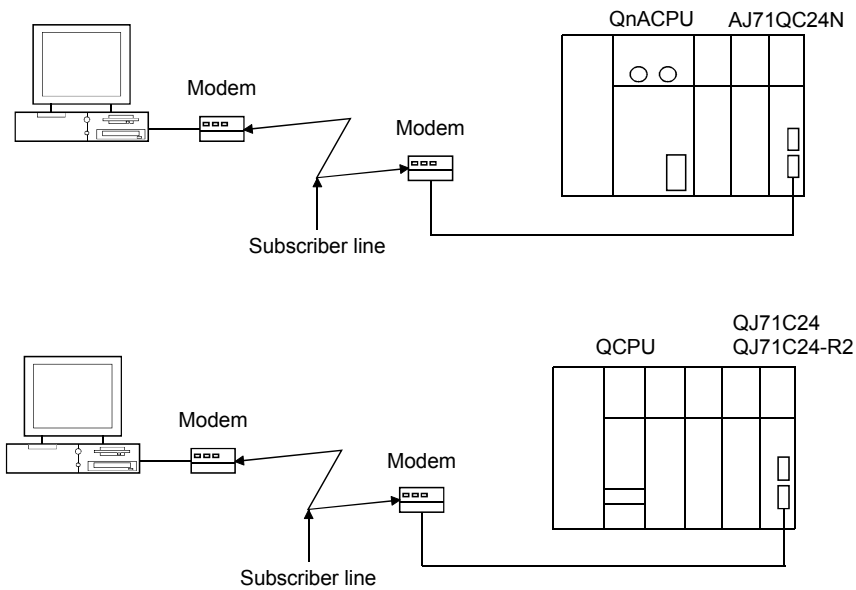 QnACPU AJ71QC24N
Modem
Modem
Subscriber line
QJ71C24
QCPU QJ71C24-R2
Modem
Modem
Subscriber line